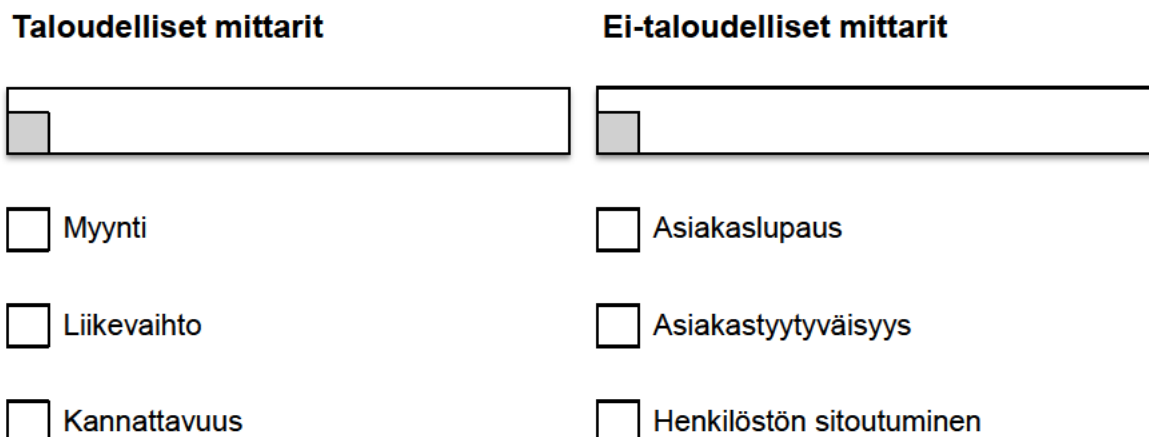 Taloudelliset mittarit
Ei-taloudelliset mittarit
Myynti
Asiakaslupaus
Liikevaihto
Asiakastyytyväisyys
Kannattavuus
Henkilöstön sitoutuminen